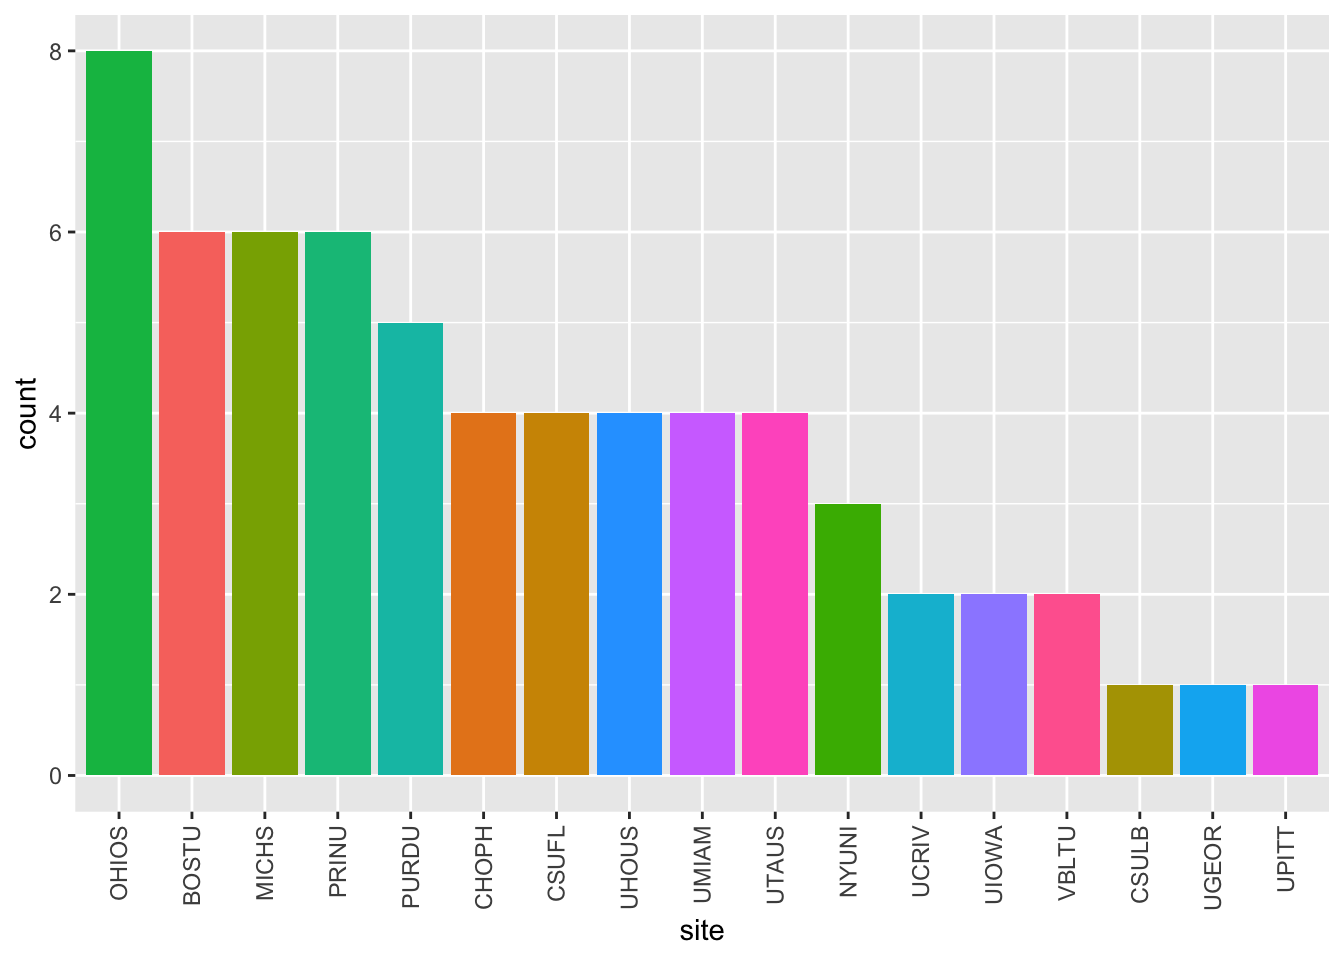 count
8
6
4
2
0
OHIOS
BOSTU
MICHS
PRINU
PURDU
CHOPH
CSUFL
UHOUS
UMIAM
UTAUS
NYUNI
UCRIV
UIOWA
VBLTU
CSULB
UGEOR
UPITT
site